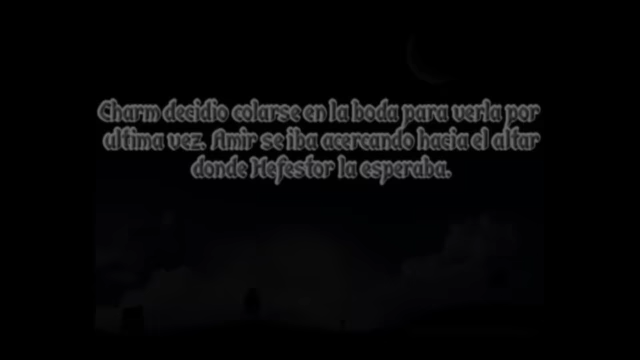 Charm decidio colarse en la boda para verla por
ultima vez. Amir se iba acercando hacia el altar
donde Hefestor la esperaba.